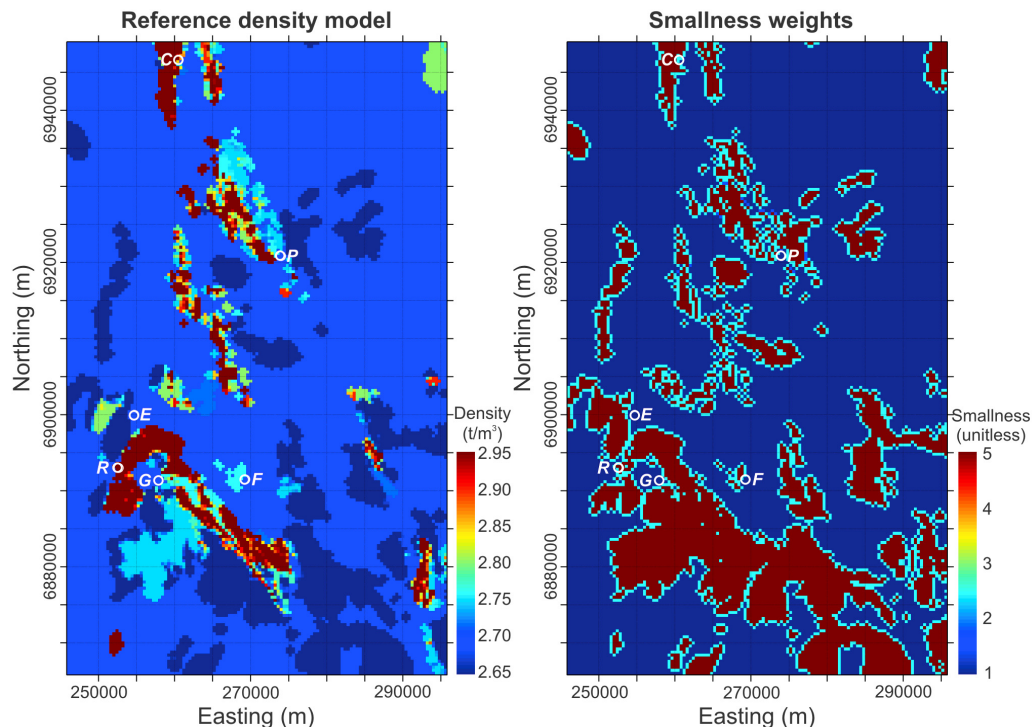 Reference density model
Smallness weights
C
P
E
R
G
F
C
P
E
R
G
F
Northing (m)
6940000
6920000
6900000
6880000
Northing (m)
6940000
6920000
6900000
6880000
Density
(t/m³)
2.95
2.90
2.85
2.80
2.75
2.70
2.65
Smallness
(unitless)
5
4
3
2
1
250000 270000 290000
Easting (m)
250000 270000 290000
Easting (m)